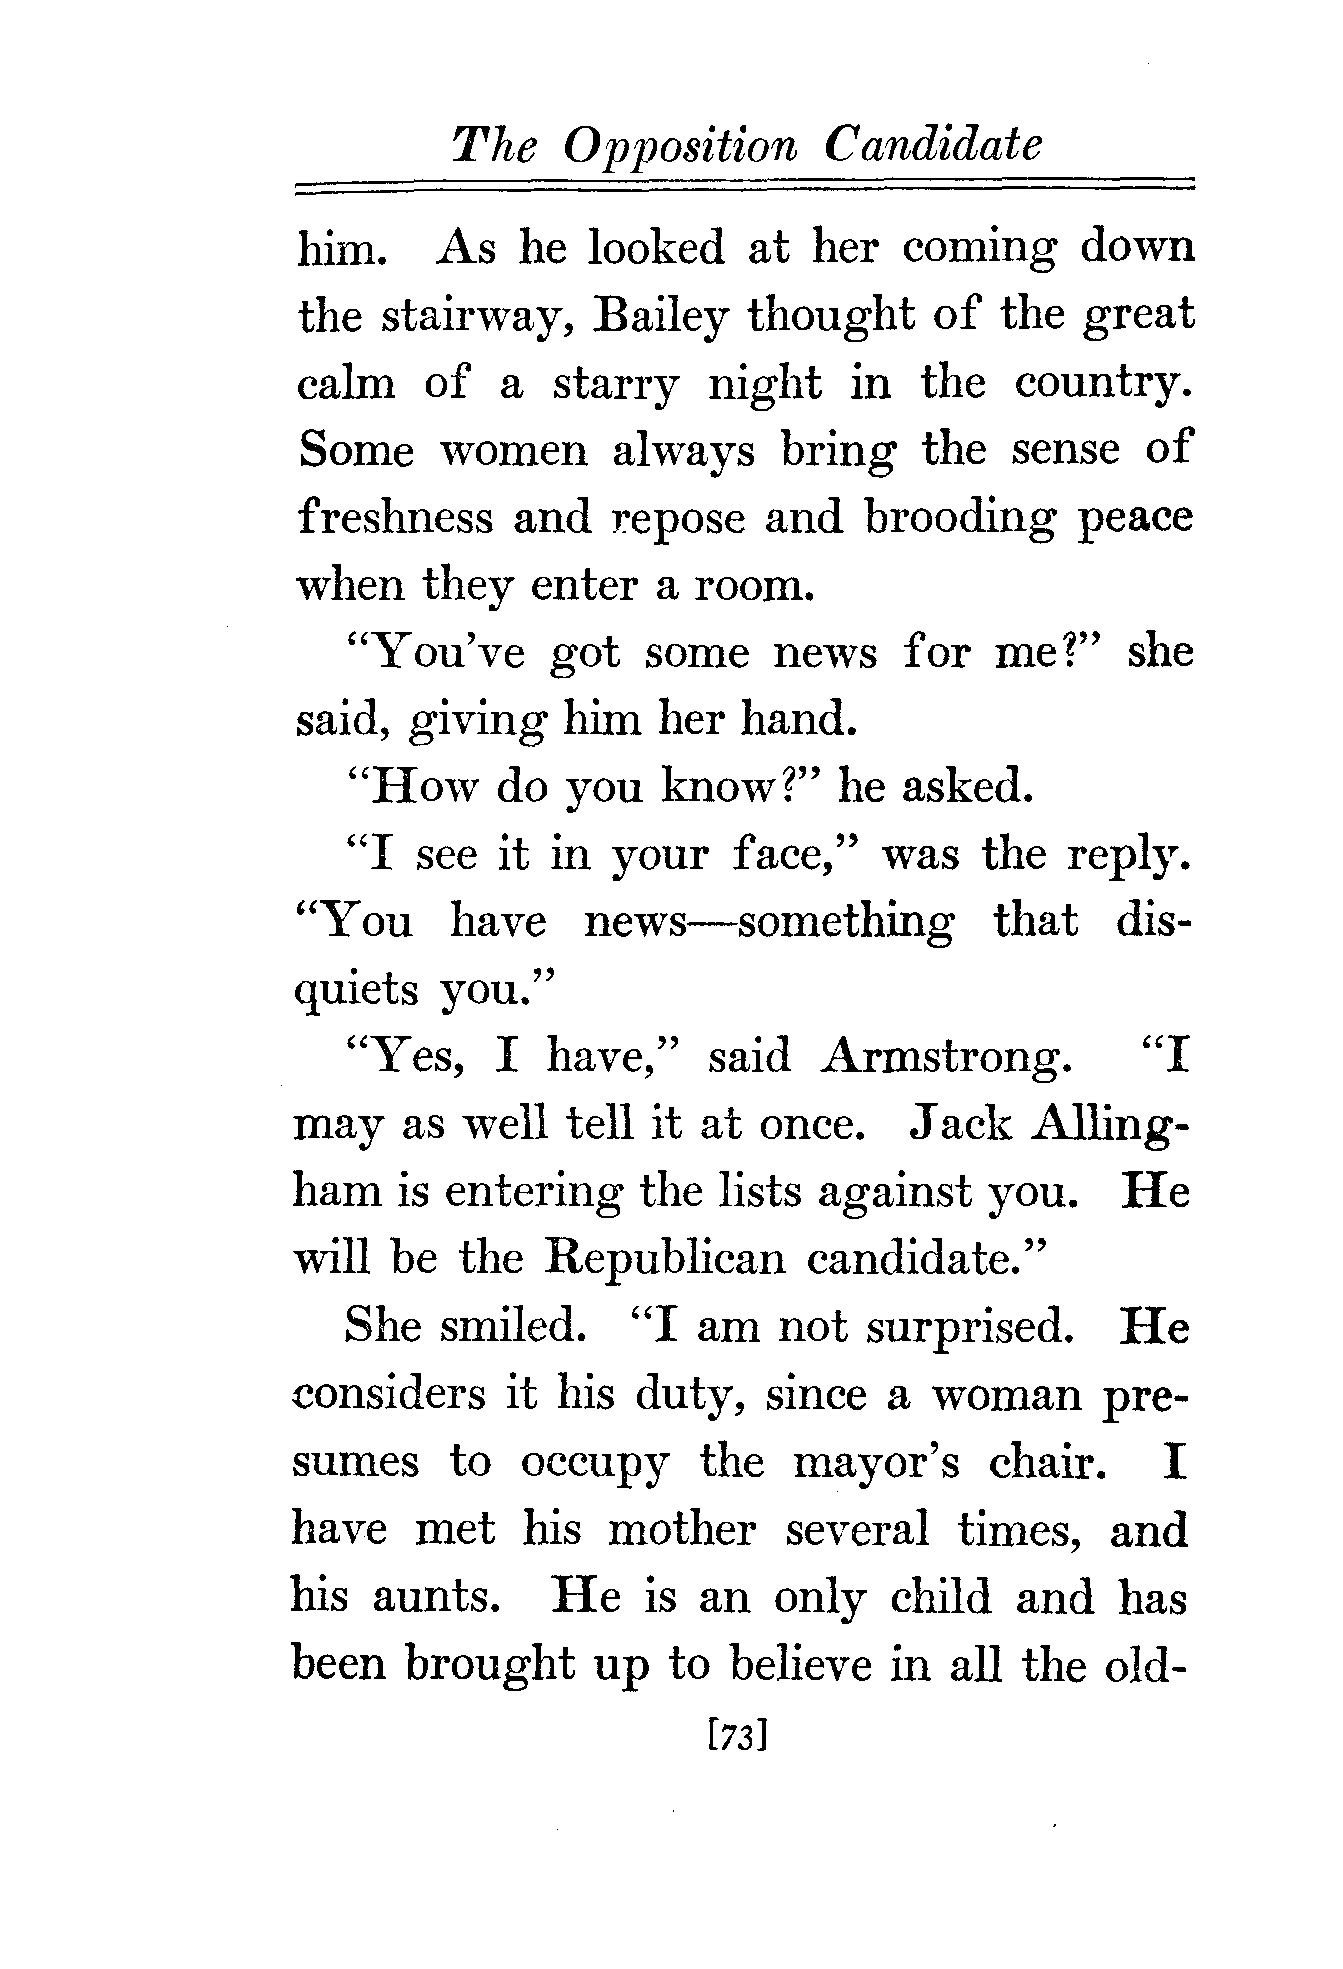 The Opposition Candidate
him. As he looked at her coming down
the stairway, Bailey thought of the great
calm of a starry night in the country.
Some women always bring the sense of
freshness and repose and brooding peace
when they enter a room.
“You’ve got some news for me?” she
said, giving him her hand.
“How do you know?” he asked.
“I see it in your face,” was the reply.
“You have news—something that dis-
quiets you.”
“Yes, I have,” said Armstrong. “I
may as well tell it at once. Jack Alling-
ham is entering the lists against you. He
will be the Republican candidate.”
She smiled. “I am not surprised. He
considers it his duty, since a woman pre-
sumes to occupy the mayor’s chair. I
have met his mother several times, and
his aunts. He is an only child and has
been brought up to believe in all the old-
[73]